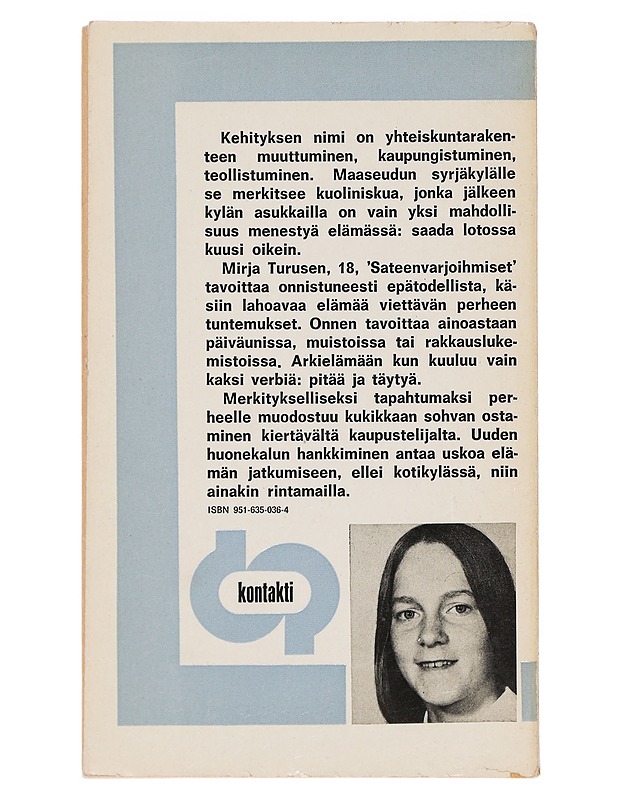 Kehityksen nimi on yhteiskuntaraken-
teen muuttuminen, kaupungistuminen,
teollistuminen. Maaseudun syrjäkylälle
se merkitsee kuoliniskua, jonka jälkeen
kylän asukkailla on vain yksi mahdolli-
suus menestyä elämässä: saada lotossa
kuusi oikein.
Mirja Turusen, 18, 'Sateenvarjoihmiset'
tavoittaa onnistuneesti epätodellista, kä-
siin lahoavaa elämää viettävän perheen
tuntemukset. Onnen tavoittaa ainoastaan
päiväunissa, muistoissa tai rakkausluke-
mistoissa. Arkielämään kun kuuluu vain
kaksi verbiä: pitää ja täytyä.
Merkitykselliseksi tapahtumaksi per-
heelle muodostuu kukikkaan sohvan osta-
minen kiertävältä kaupustelijalta. Uuden
huonekalun hankkiminen antaa uskoa elä-
män jatkumiseen, ellei kotikylässä, niin
ainakin rintamailla.
ISBN 951-635-036-4
kontakti